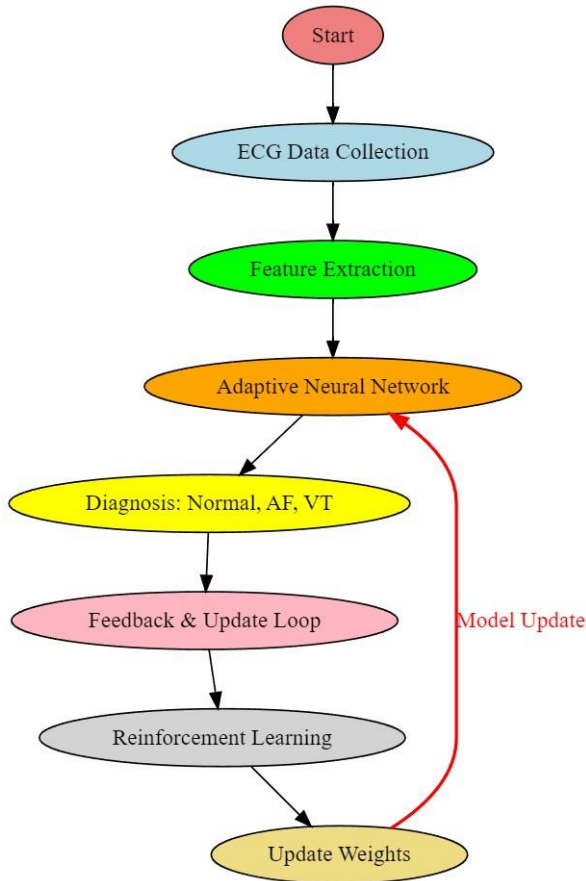 Start
ECG Data Collection
Feature Extraction
Adaptive Neural Network
Diagnosis: Normal, AF, VT
Feedback & Update Loop
Model Update
Reinforcement Learning
Update Weights